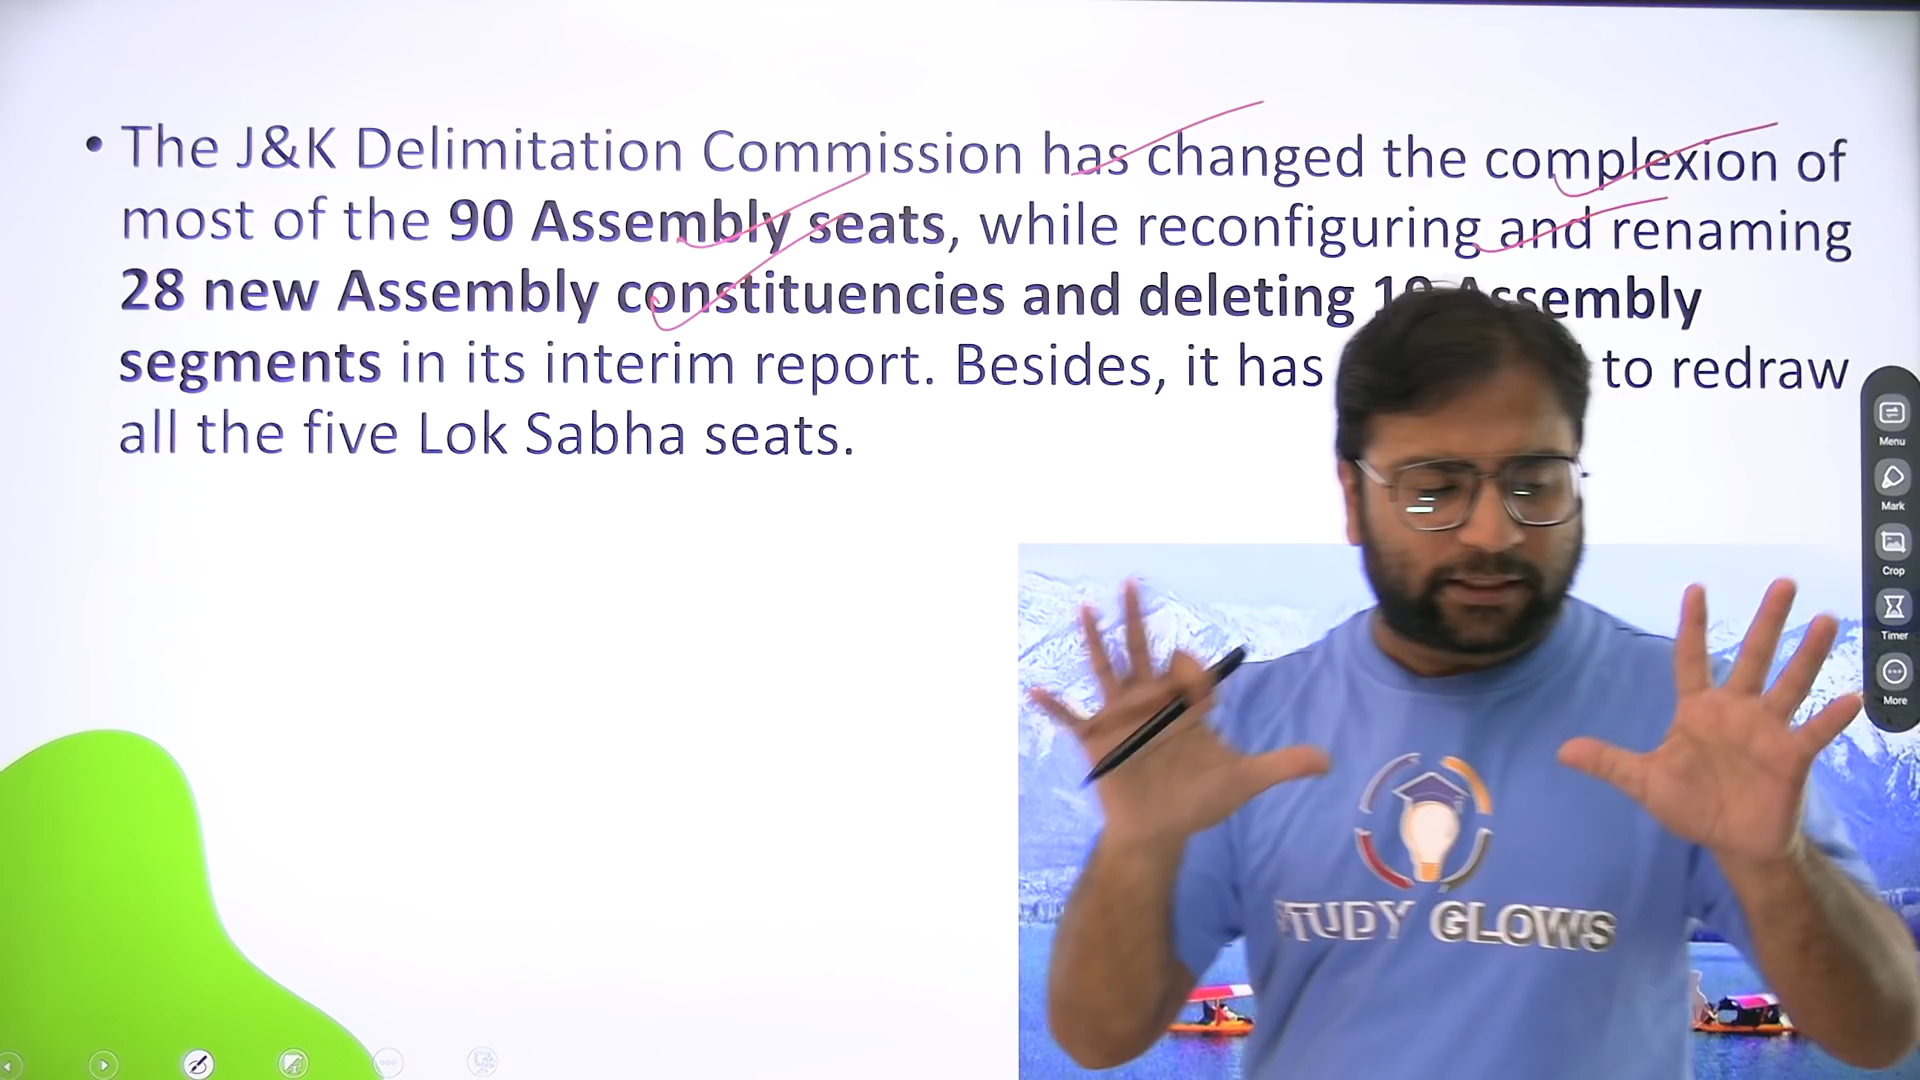 • The J&K Delimitation Commission has changed the complexion of
most of the 90 Assembly seats, while reconfiguring and renaming
28 new Assembly constituencies and deleting Assembly
segments in its interim report. Besides, it has to redraw
all the five Lok Sabha seats.
Menu
Mark
Crop
Timer
More
STUDY GLOWS